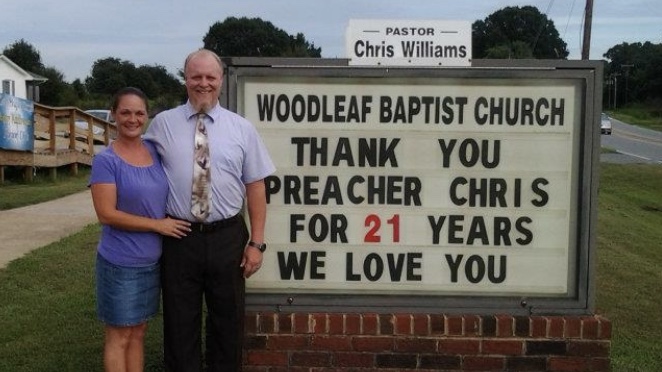 PASTOR
Chris Williams
WOODLEAF BAPTIST CHURCH
THANK YOU
PREACHER CHRIS
FOR 21 YEARS
WE LOVE YOU